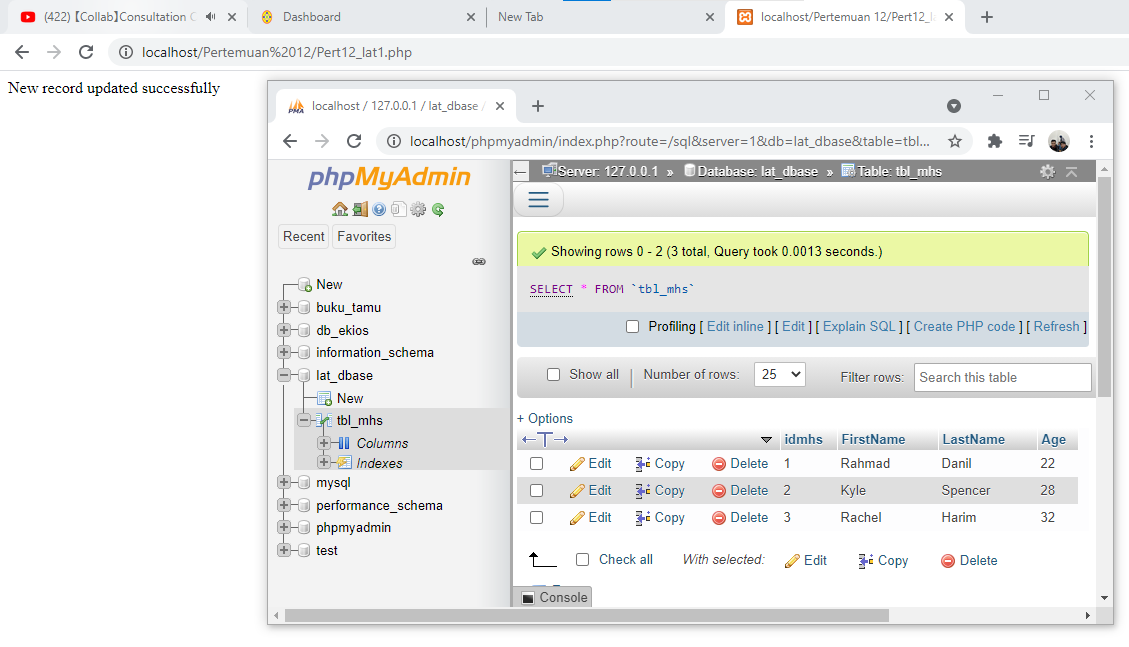 (422) 【Collab】Consultation C
Dashboard
New Tab
localhost/Pertemuan 12/Pert12_la
localhost/Pertemuan%2012/Pert12_lat1.php
New record updated successfully
PMA
localhost / 127.0.0.1 / lat_dbase /
localhost/phpmyadmin/index.php?route=/sql&server=1&db=lat_dbase&table=tbl...
phpMyAdmin
Recent Favorites
New
buku_tamu
db_ekios
information_schema
lat_dbase
New
tbl_mhs
Columns
Indexes
mysql
performance_schema
phpmyadmin
test
Server: 127.0.0.1 » Database: lat_dbase » Table: tbl_mhs
Showing rows 0 - 2 (3 total, Query took 0.0013 seconds.)
SELECT * FROM `tbl_mhs`
Profiling [ Edit inline ] [ Edit ] [ Explain SQL ] [ Create PHP code ] [ Refresh ]
Show all | Number of rows: 25 Filter rows: Search this table
+ Options
idmhs FirstName LastName Age
Edit Copy Delete 1 Rahmad Danil 22
Edit Copy Delete 2 Kyle Spencer 28
Edit Copy Delete 3 Rachel Harim 32
Check all With selected: Edit Copy Delete
Console